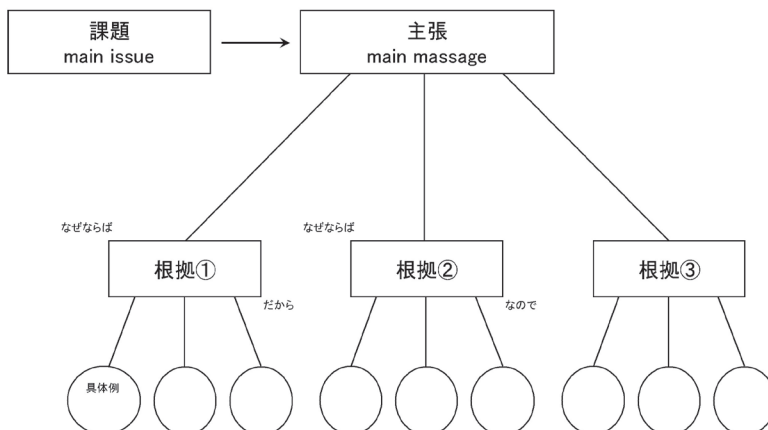 課題
main issue
主張
main massage
なぜならば
根拠①
だから
なぜならば
根拠②
なので
根拠③
具体例